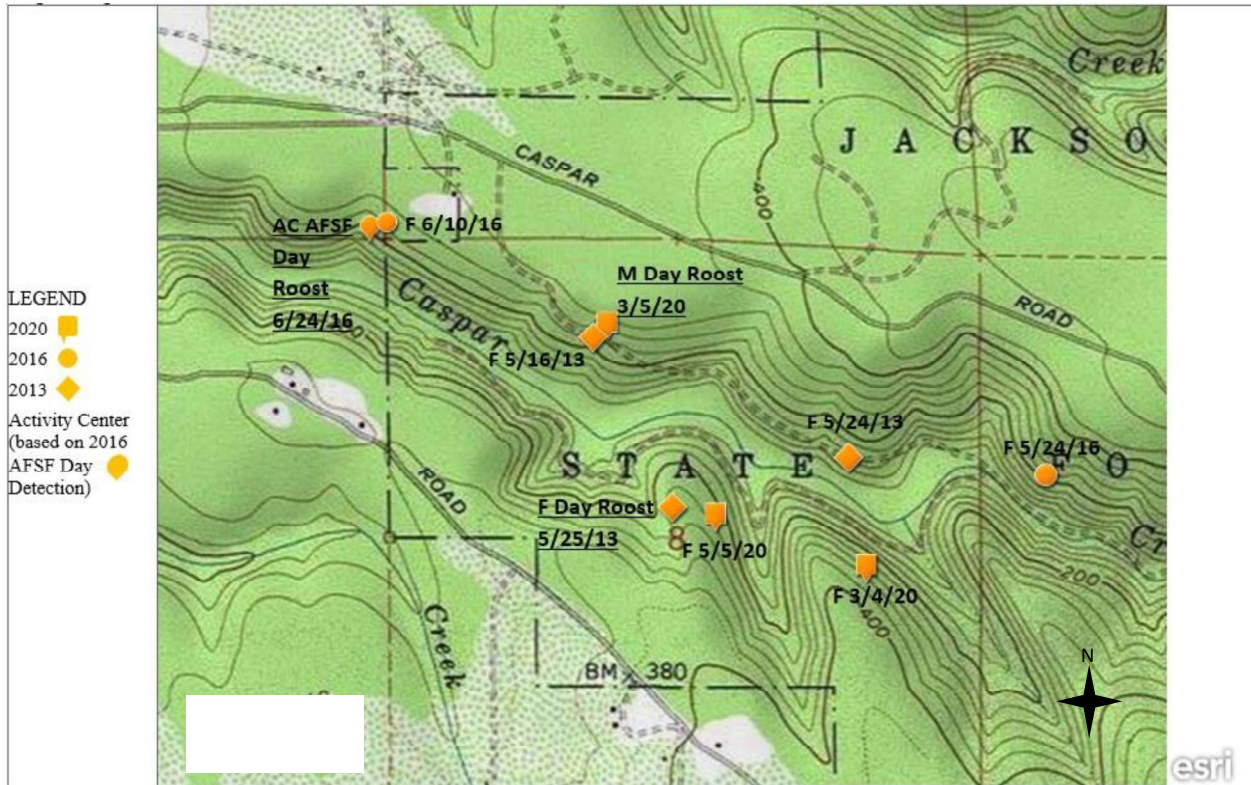 Creek
JACKSO
CASPAR
400
AC AFSF
F 6/10/16
Day
Roost
6/24/16
M Day Roost
3/5/20
LEGEND
2020
2016
2013
Activity Center
(based on 2016
AFSF Day
Detection)
Caspar
ROAD
F 5/16/13
F 5/24/13
F 5/24/16
STATE
FO
ROAD
F Day Roost
5/25/13
8
F 5/5/20
Cr
200
F 3/4/20
400
Creek
BM 380
N
esri